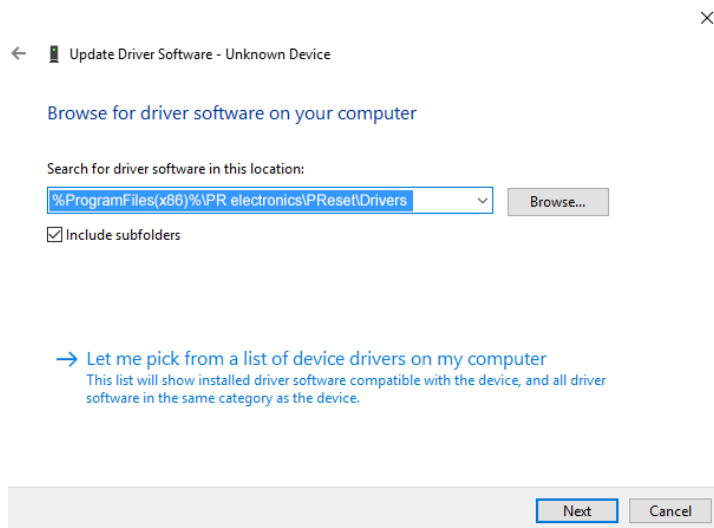 Update Driver Software - Unknown Device
Browse for driver software on your computer
Search for driver software in this location:
%ProgramFiles(x86)%\PR electronics\PReset\Drivers
Browse...
Include subfolders
Let me pick from a list of device drivers on my computer
This list will show installed driver software compatible with the device, and all driver
software in the same category as the device.
Next
Cancel